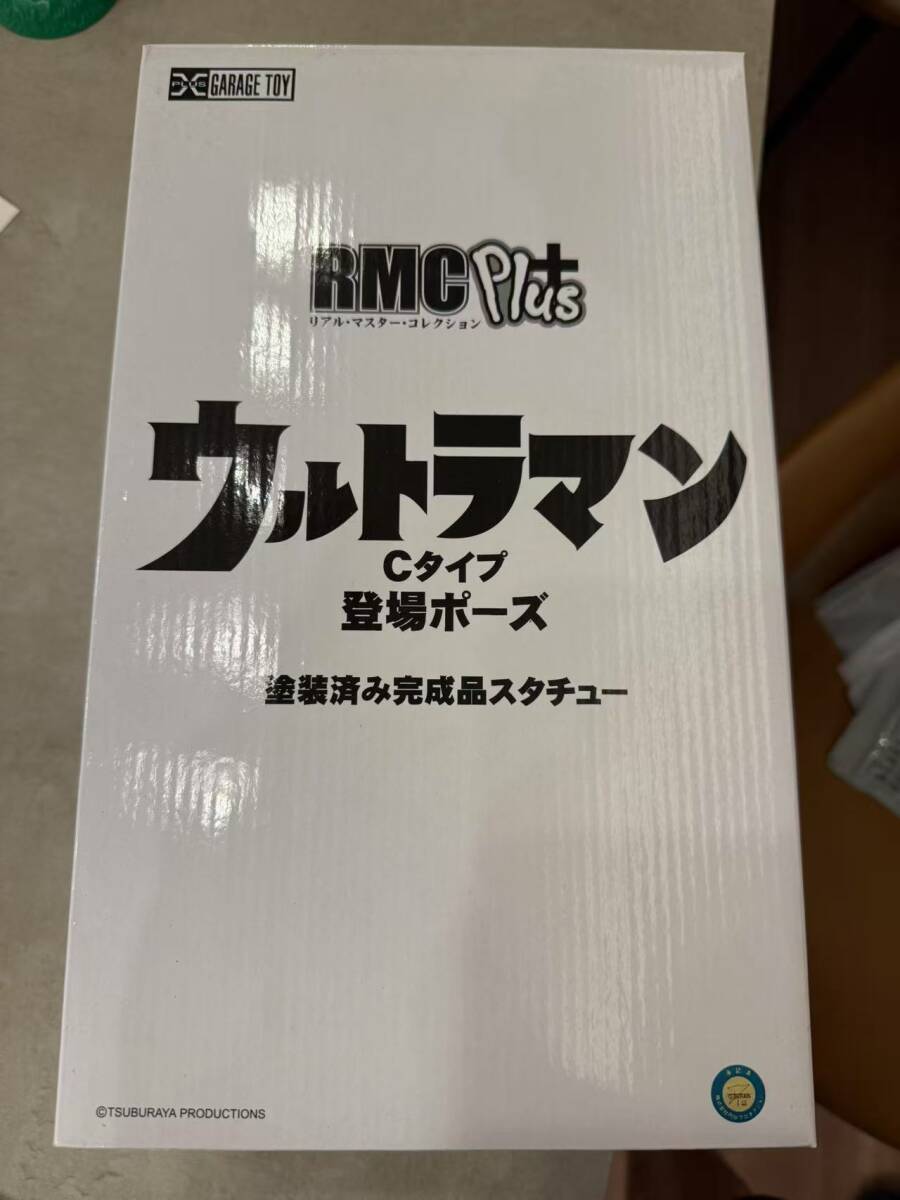 X PLUS GARAGE TOY
RMC Plus
リアル・マスター・コレクション
ウルトラマン
Cタイプ
登場ポーズ
塗装済み完成品スタチュー
©TSUBURAYA PRODUCTIONS